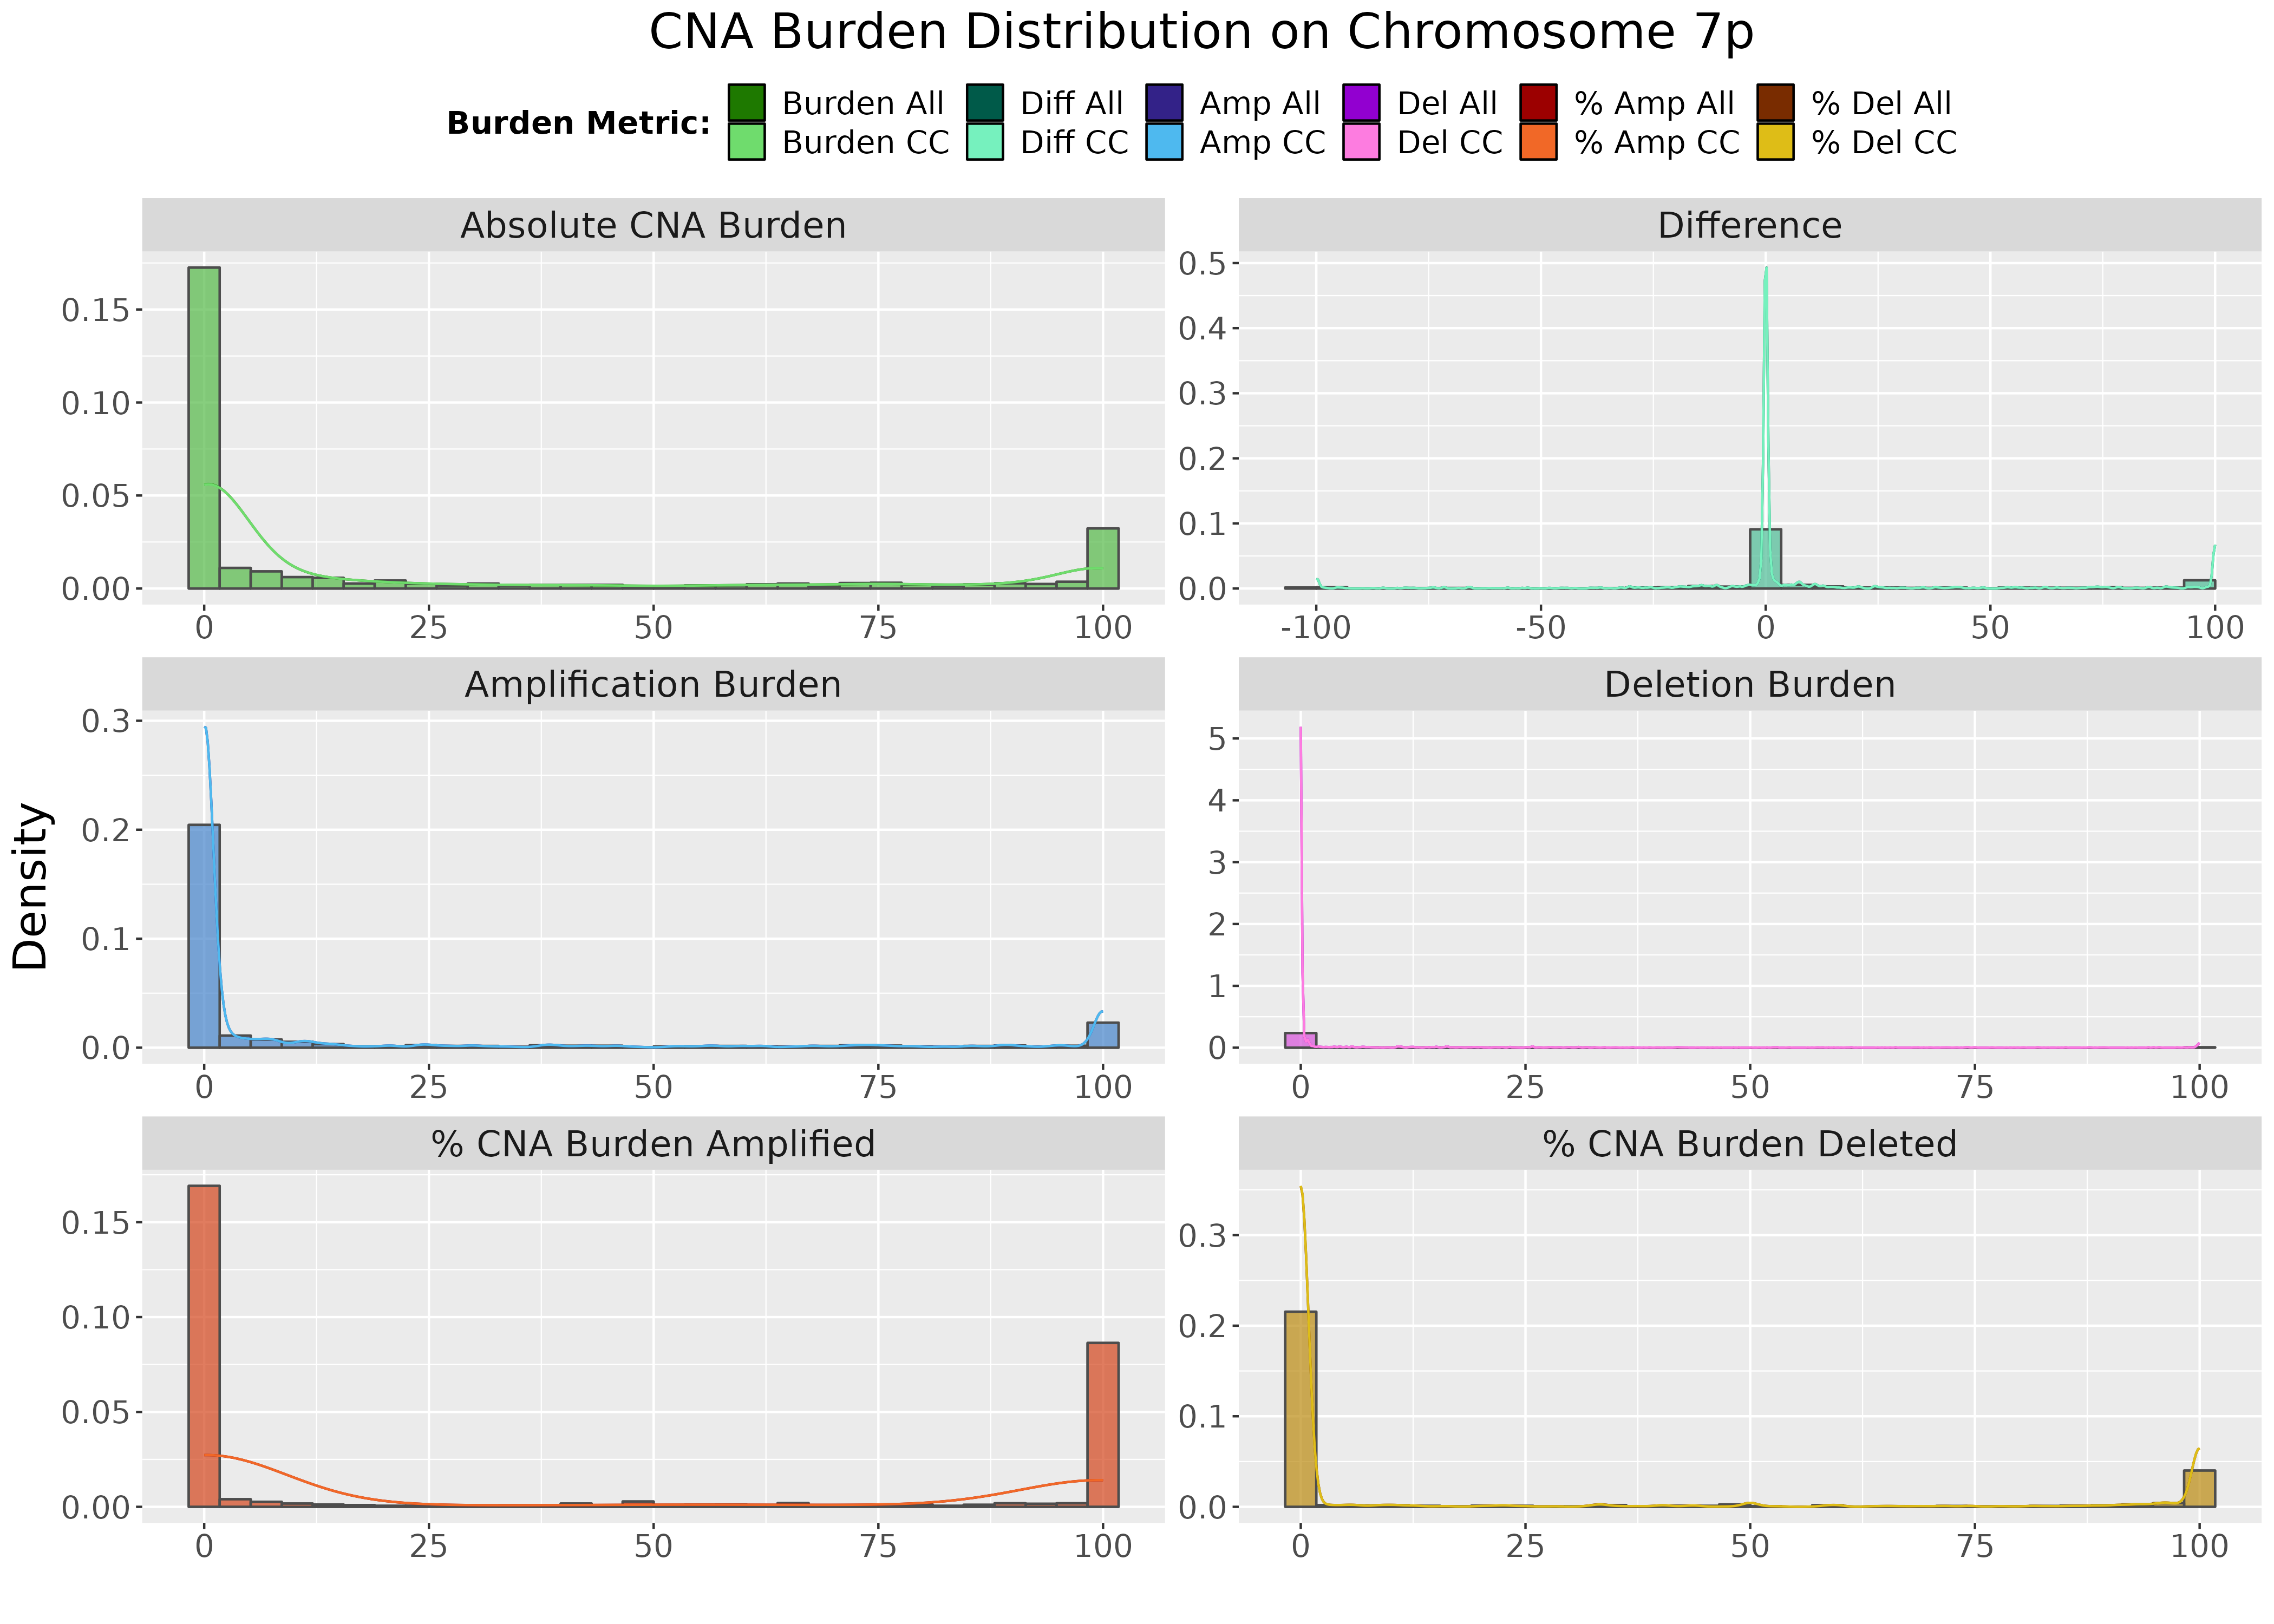 CNA Burden Distribution on Chromosome 7p
Burden Metric:
Burden All Diff All Amp All Del All % Amp All % Del All
Burden CC Diff CC Amp CC Del CC % Amp CC % Del CC
Absolute CNA Burden
0.15
0.10
0.05
0.00
0 25 50 75 100
Difference
0.5
0.4
0.3
0.2
0.1
0.0
-100 -50 0 50 100
Density
Amplification Burden
0.3
0.2
0.1
0.0
0 25 50 75 100
Deletion Burden
5
4
3
2
1
0
0 25 50 75 100
% CNA Burden Amplified
0.15
0.10
0.05
0.00
0 25 50 75 100
% CNA Burden Deleted
0.3
0.2
0.1
0.0
0 25 50 75 100